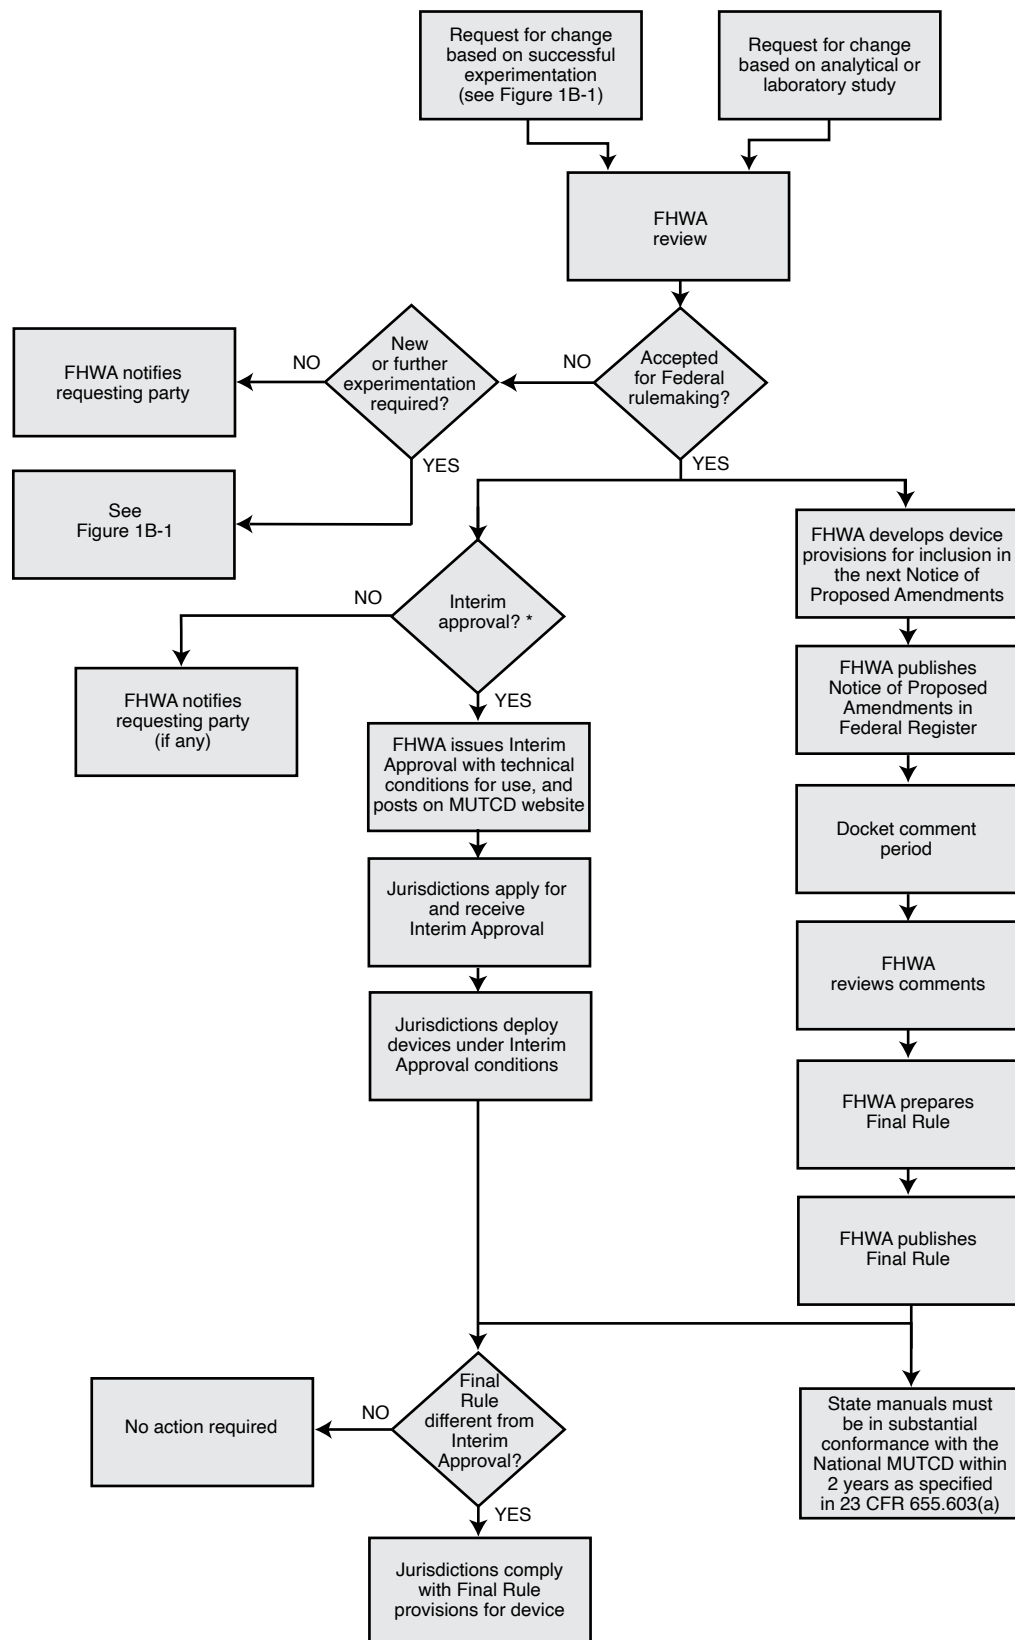 Request for change
based on successful
experimentation
(see Figure 1B-1)
Request for change
based on analytical or
laboratory study
FHWA
review
Accepted
for Federal
rulemaking?
NO
YES
New
or further
experimentation
required?
NO
YES
FHWA notifies
requesting party
See
Figure 1B-1
Interim
approval? *
NO
YES
FHWA notifies
requesting party
(if any)
FHWA issues Interim
Approval with technical
conditions for use, and
posts on MUTCD website
Jurisdictions apply for
and receive
Interim Approval
Jurisdictions deploy
devices under Interim
Approval conditions
FHWA develops device
provisions for inclusion in
the next Notice of
Proposed Amendments
FHWA publishes
Notice of Proposed
Amendments in
Federal Register
Docket comment
period
FHWA
reviews comments
FHWA prepares
Final Rule
FHWA publishes
Final Rule
Final
Rule
different from
Interim
Approval?
NO
YES
No action required
Jurisdictions comply
with Final Rule
provisions for device
State manuals must
be in substantial
conformance with the
National MUTCD within
2 years as specified
in 23 CFR 655.603(a)